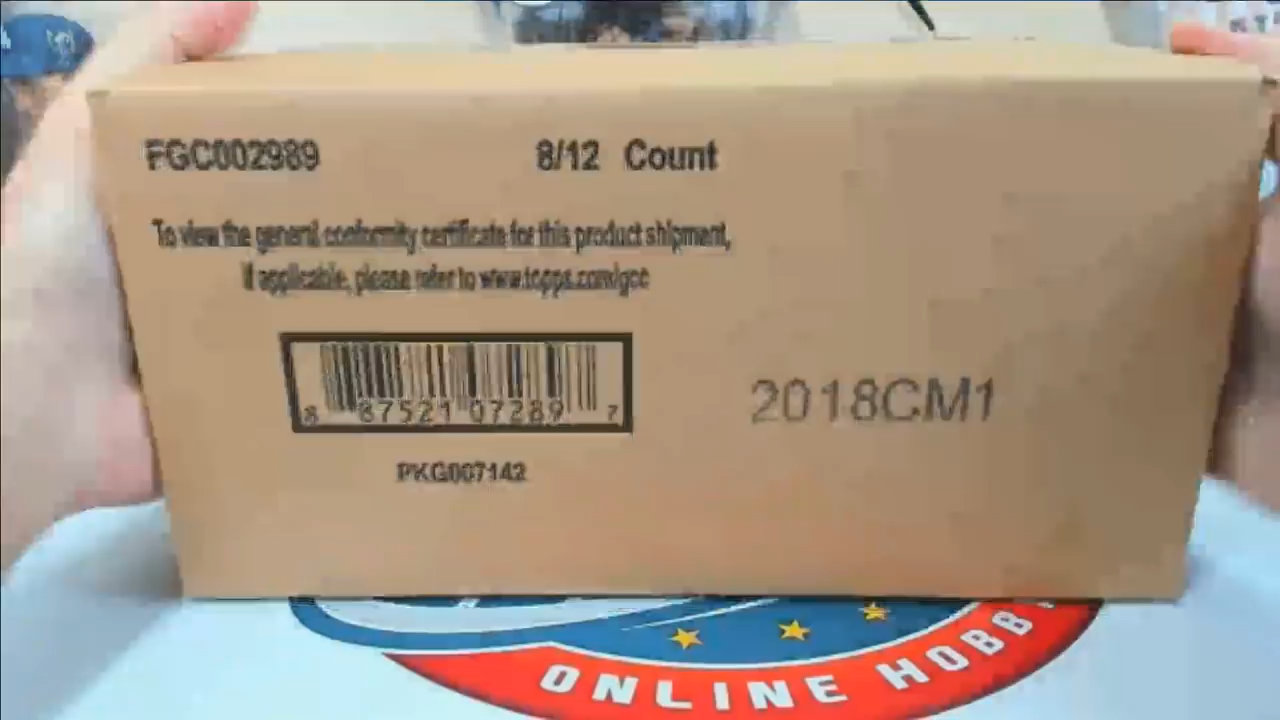 FGC002989 8/12 Count
To view the general conformity certificate for this product shipment,
if applicable, please refer to www.topps.com/gcc
8 87521 07289 7
2018CM1
PKG007142
ONLINE HOBB